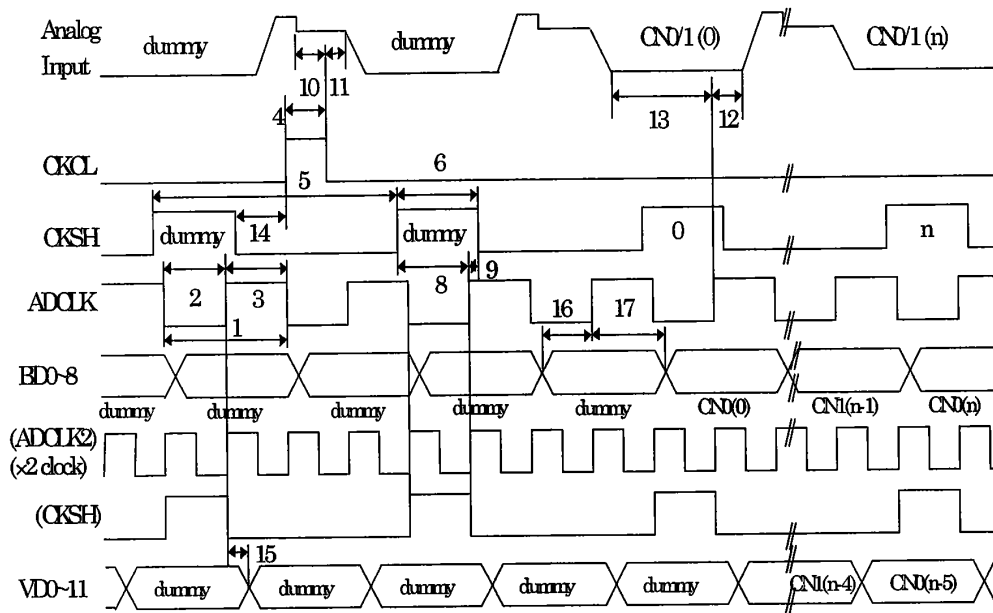 Analog
Input
dummy
dummy
CN0/1 (0)
CN0/1 (n)
10
11
13
12
4
CKCL
5
6
CKSH
dummy
14
dummy
0
n
ADCLK
2
3
1
8
9
16
17
BD0~8
dummy
dummy
dummy
dummy
dummy
CN0(0)
CN1(n-1)
CN0(n)
(ADCLK2)
(×2 clock)
(CKSH)
15
VD0~11
dummy
dummy
dummy
dummy
dummy
CN1(n-4)
CN0(n-5)